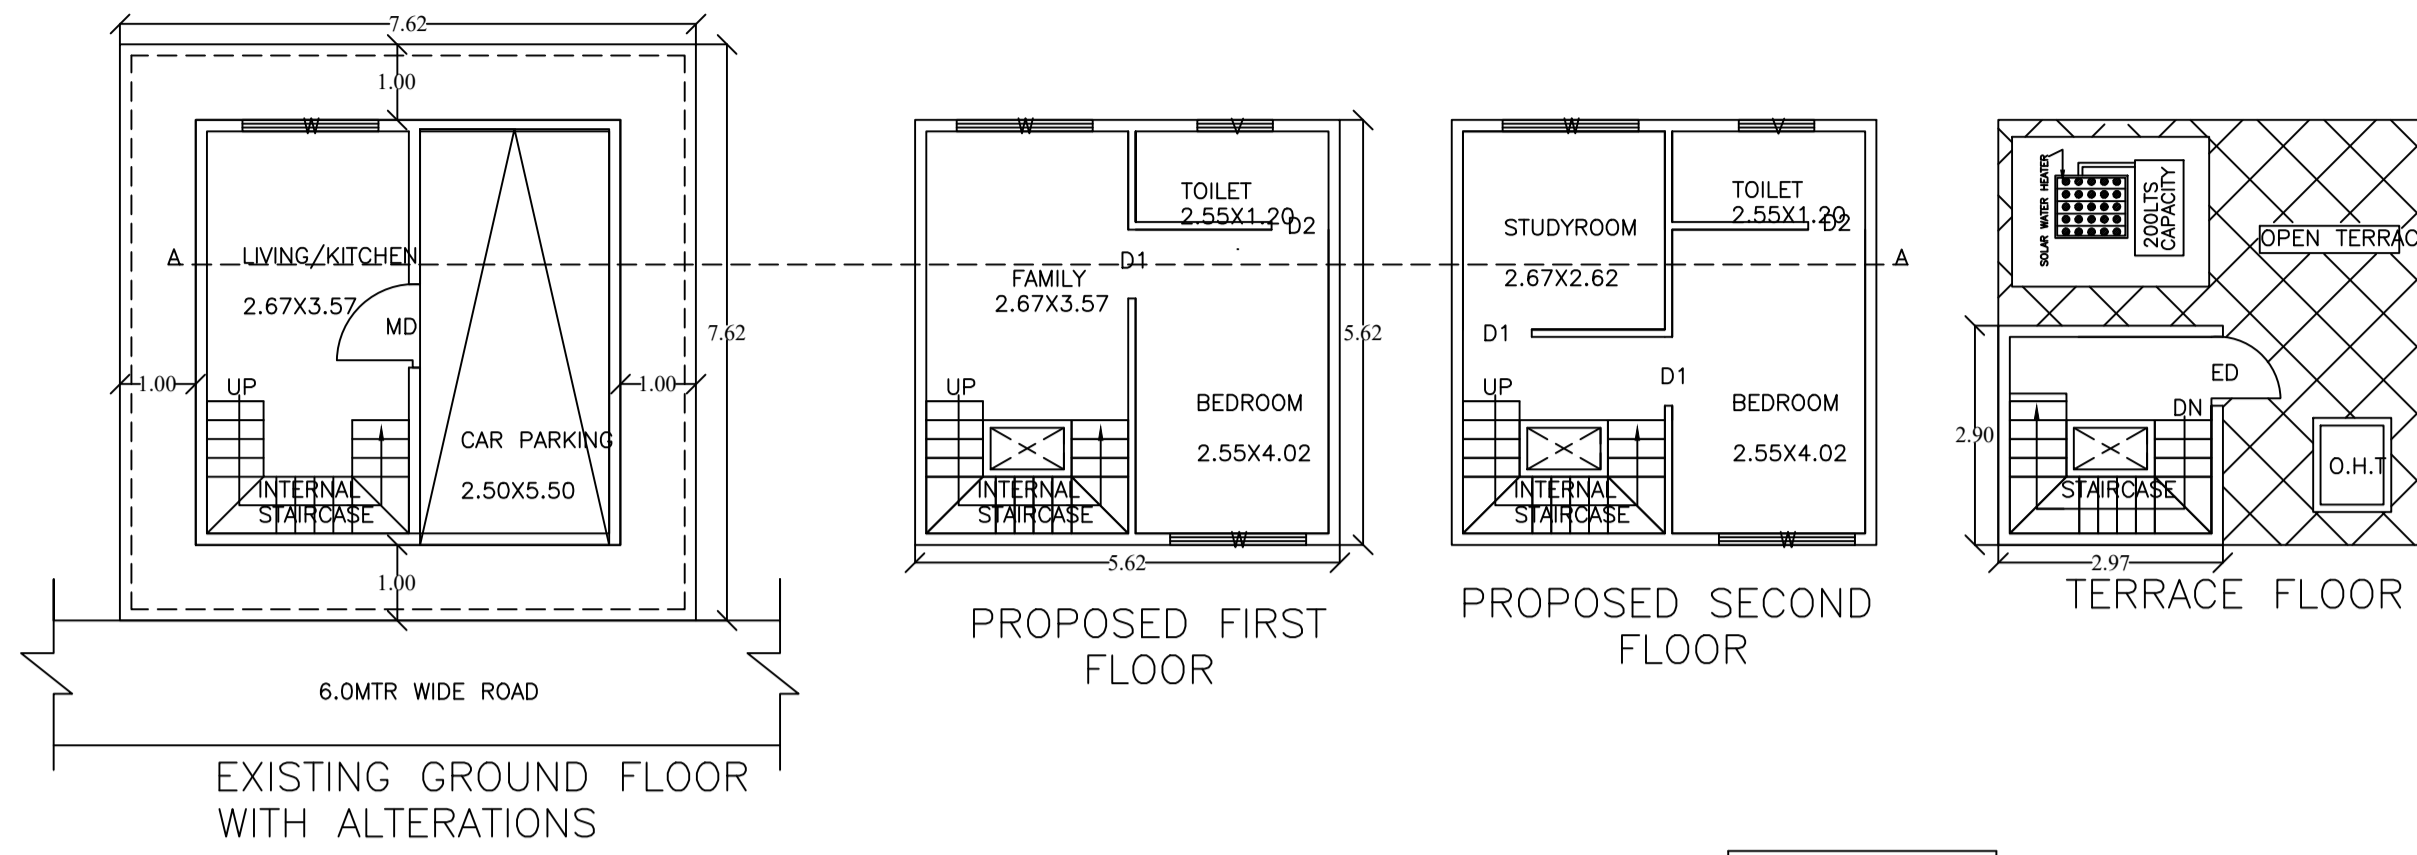 7.62
1.00
W
A
LIVING/KITCHEN
2.67X3.57
MD
7.62
1.00
1.00
UP
CAR PARKING
2.50X5.50
INTERNAL
STAIRCASE
1.00
6.0MTR WIDE ROAD
EXISTING GROUND FLOOR
WITH ALTERATIONS
W
V
TOILET
2.55X1.20
D2
D1
FAMILY
2.67X3.57
5.62
UP
BEDROOM
2.55X4.02
INTERNAL
STAIRCASE
W
5.62
PROPOSED FIRST
FLOOR
W
V
TOILET
2.55X1.20
D2
STUDYROOM
2.67X2.62
A
D1
D1
UP
BEDROOM
2.55X4.02
INTERNAL
STAIRCASE
W
PROPOSED SECOND
FLOOR
SOLAR WATER HEATER
200LTS
CAPACITY
OPEN TERRAC
ED
DN
2.90
O.H.T
STAIRCASE
2.97
TERRACE FLOOR